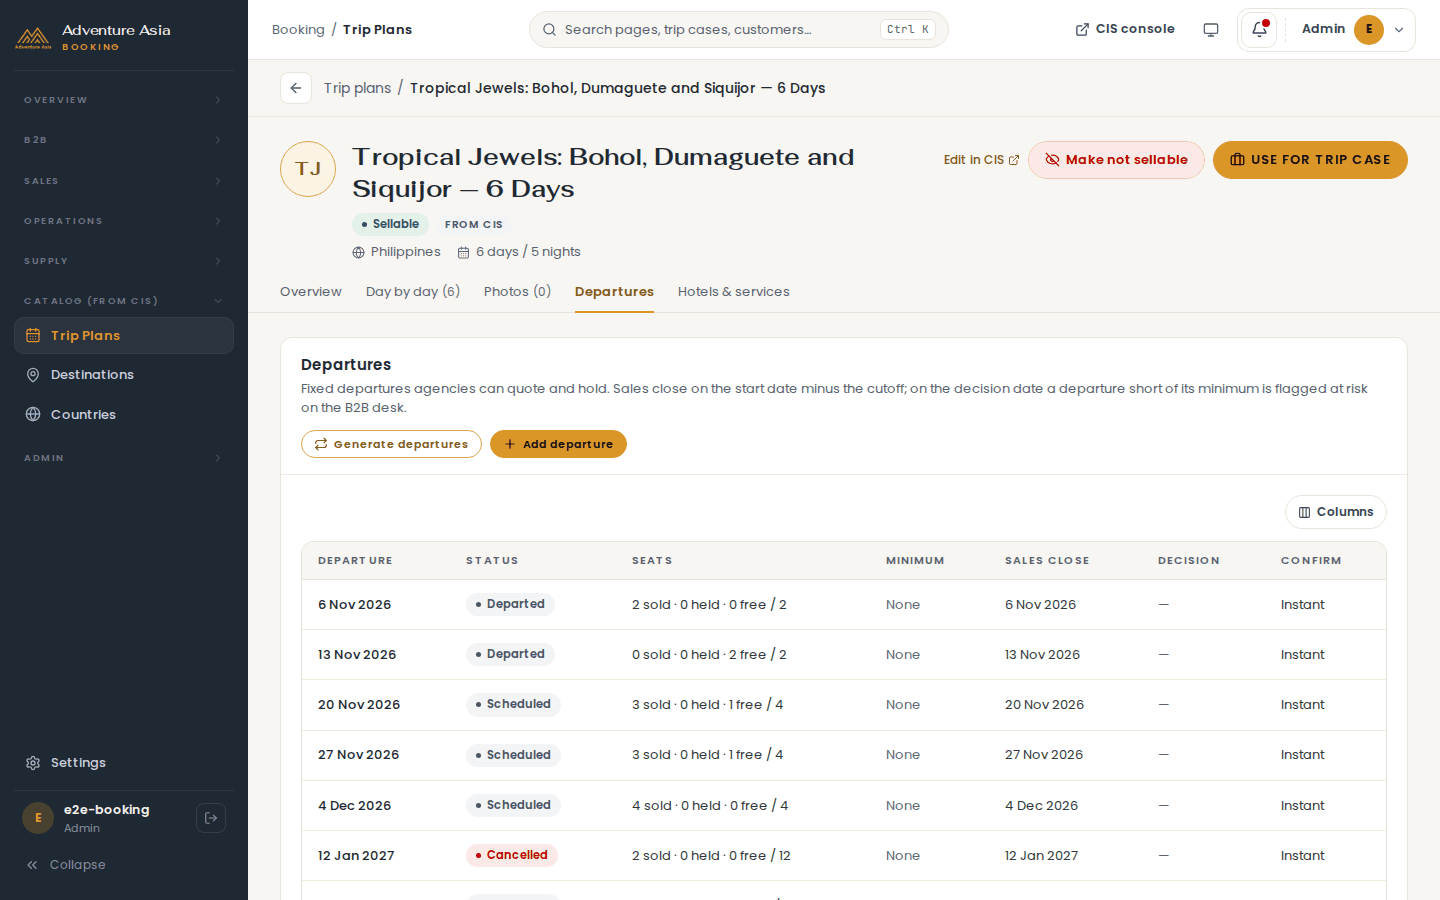 Adventure Asia
BOOKING
Adventure Asia
OVERVIEW
B2B
SALES
OPERATIONS
SUPPLY
CATALOG (FROM CIS)
Trip Plans
Destinations
Countries
ADMIN
Settings
E
e2e-booking
Admin
Collapse
Booking / Trip Plans
Search pages, trip cases, customers... Ctrl K
CIS console
Admin E
Trip plans / Tropical Jewels: Bohol, Dumaguete and Siquijor — 6 Days
TJ
Tropical Jewels: Bohol, Dumaguete and
Siquijor — 6 Days
Sellable FROM CIS
Philippines 6 days / 5 nights
Edit in CIS Make not sellable USE FOR TRIP CASE
Overview Day by day (6) Photos (0) Departures Hotels & services
Departures
Fixed departures agencies can quote and hold. Sales close on the start date minus the cutoff; on the decision date a departure short of its minimum is flagged at risk
on the B2B desk.
Generate departures Add departure
Columns
DEPARTURE STATUS SEATS MINIMUM SALES CLOSE DECISION CONFIRM
6 Nov 2026 Departed 2 sold · 0 held · 0 free / 2 None 6 Nov 2026 — Instant
13 Nov 2026 Departed 0 sold · 0 held · 2 free / 2 None 13 Nov 2026 — Instant
20 Nov 2026 Scheduled 3 sold · 0 held · 1 free / 4 None 20 Nov 2026 — Instant
27 Nov 2026 Scheduled 3 sold · 0 held · 1 free / 4 None 27 Nov 2026 — Instant
4 Dec 2026 Scheduled 4 sold · 0 held · 0 free / 4 None 4 Dec 2026 — Instant
12 Jan 2027 Cancelled 2 sold · 0 held · 0 free / 12 None 12 Jan 2027 — Instant